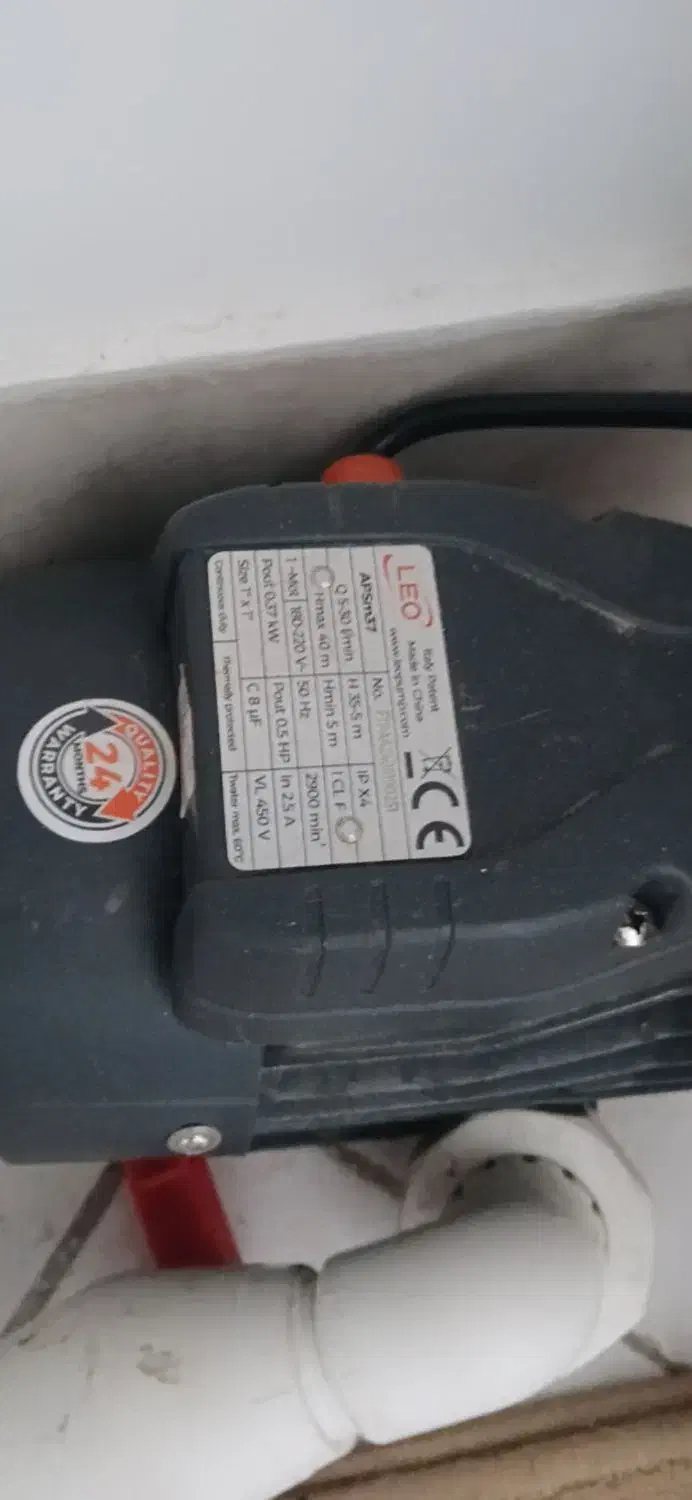 LEO
Italy Patent
Made in China
www.leopump.com
CE
APSm37
No.
Q 5-30 l/min
H 35-5 m
IP X4
Hmax 40 m
Hmin 5 m
I CL F
1~Mot
180-220 V~
50 Hz
2900 min⁻¹
Pout 0.37 kW
Pout 0.5 HP
In 2.5 A
Size 1" x 1"
C 8 µF
VL 450 V
Continuous duty
Thermally protected
Twater max. 60°C
QUALITY
24
MONTHS
WARRANTY